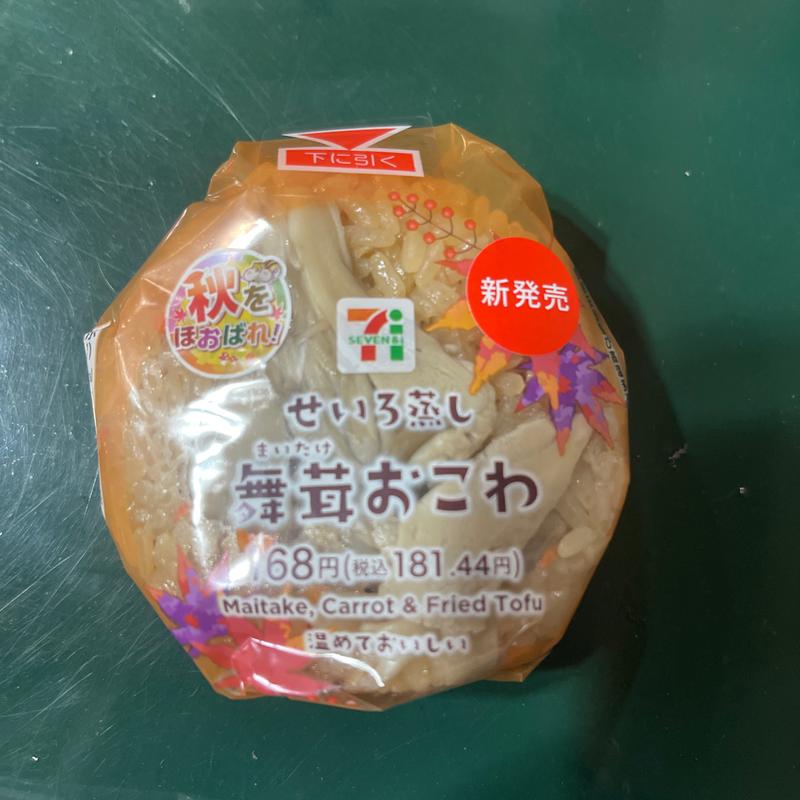 下に引く
秋を
ほおばれ!
新発売
SEVEN&i
せいろ蒸し
まいたけ
舞茸おこわ
168円(税込181.44円)
Maitake, Carrot & Fried Tofu
温めておいしい